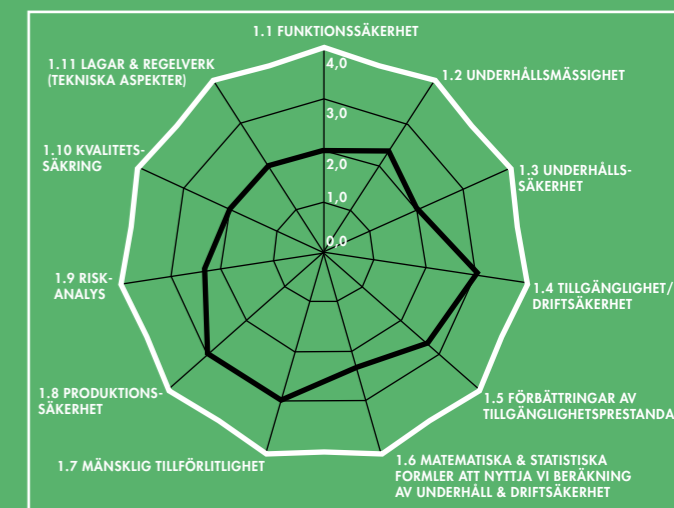 1.1 FUNKTIONSSÄKERHET
1.2 UNDERHÅLLSMÄSSIGHET
1.3 UNDERHÅLLS-
SÄKERHET
1.4 TILLGÄNGLIGHET/
DRIFTSÄKERHET
1.5 FÖRBÄTTRINGAR AV
TILLGÄNGLIGHETSPRESTANDA
1.6 MATEMATISKA & STATISTISKA
FORMLER ATT NYTTJA VI BERÄKNING
AV UNDERHÅLL & DRIFTSÄKERHET
1.7 MÄNSKLIG TILLFÖRLITLIGHET
1.8 PRODUKTIONS-
SÄKERHET
1.9 RISK-
ANALYS
1.10 KVALITETS-
SÄKRING
1.11 LAGAR & REGELVERK
(TEKNISKA ASPEKTER)
4,0
3,0
2,0
1,0
0,0